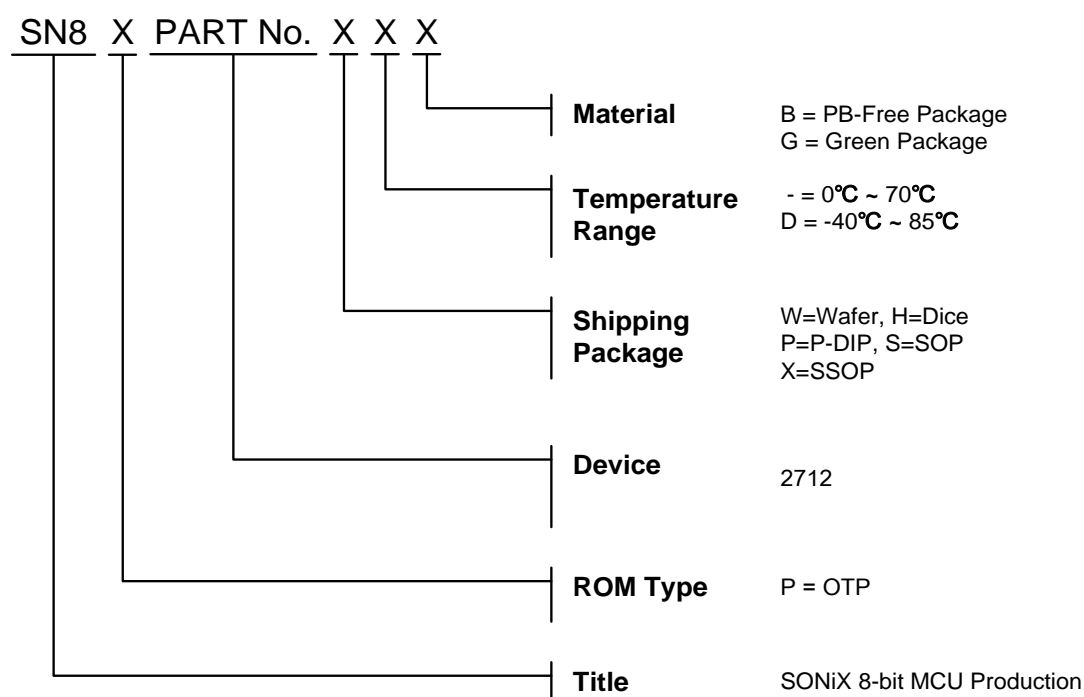 SN8 X PART No. X X X
Material
B = PB-Free Package
G = Green Package
Temperature
Range
- = 0℃ ~ 70℃
D = -40℃ ~ 85℃
Shipping
Package
W=Wafer, H=Dice
P=P-DIP, S=SOP
X=SSOP
Device
2712
ROM Type
P = OTP
Title
SONiX 8-bit MCU Production